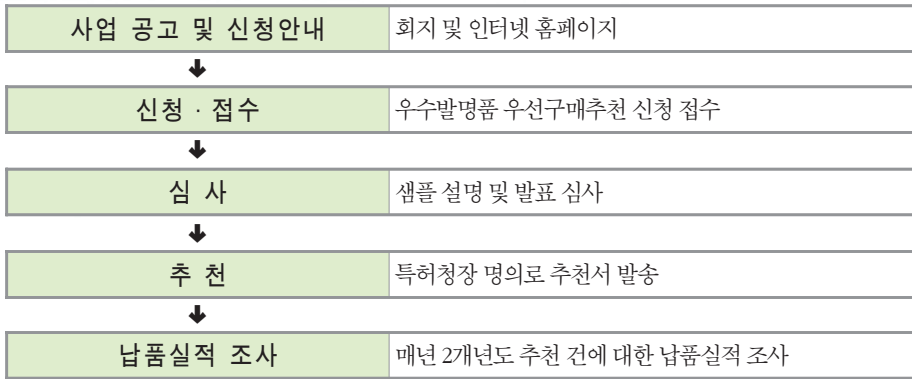 사업 공고 및 신청안내 회지 및 인터넷 홈페이지
신청 · 접수 우수발명품 우선구매추천 신청 접수
심 사 샘플 설명 및 발표 심사
추 천 특허청장 명의로 추천서 발송
납품실적 조사 매년 2개년도 추천 건에 대한 납품실적 조사